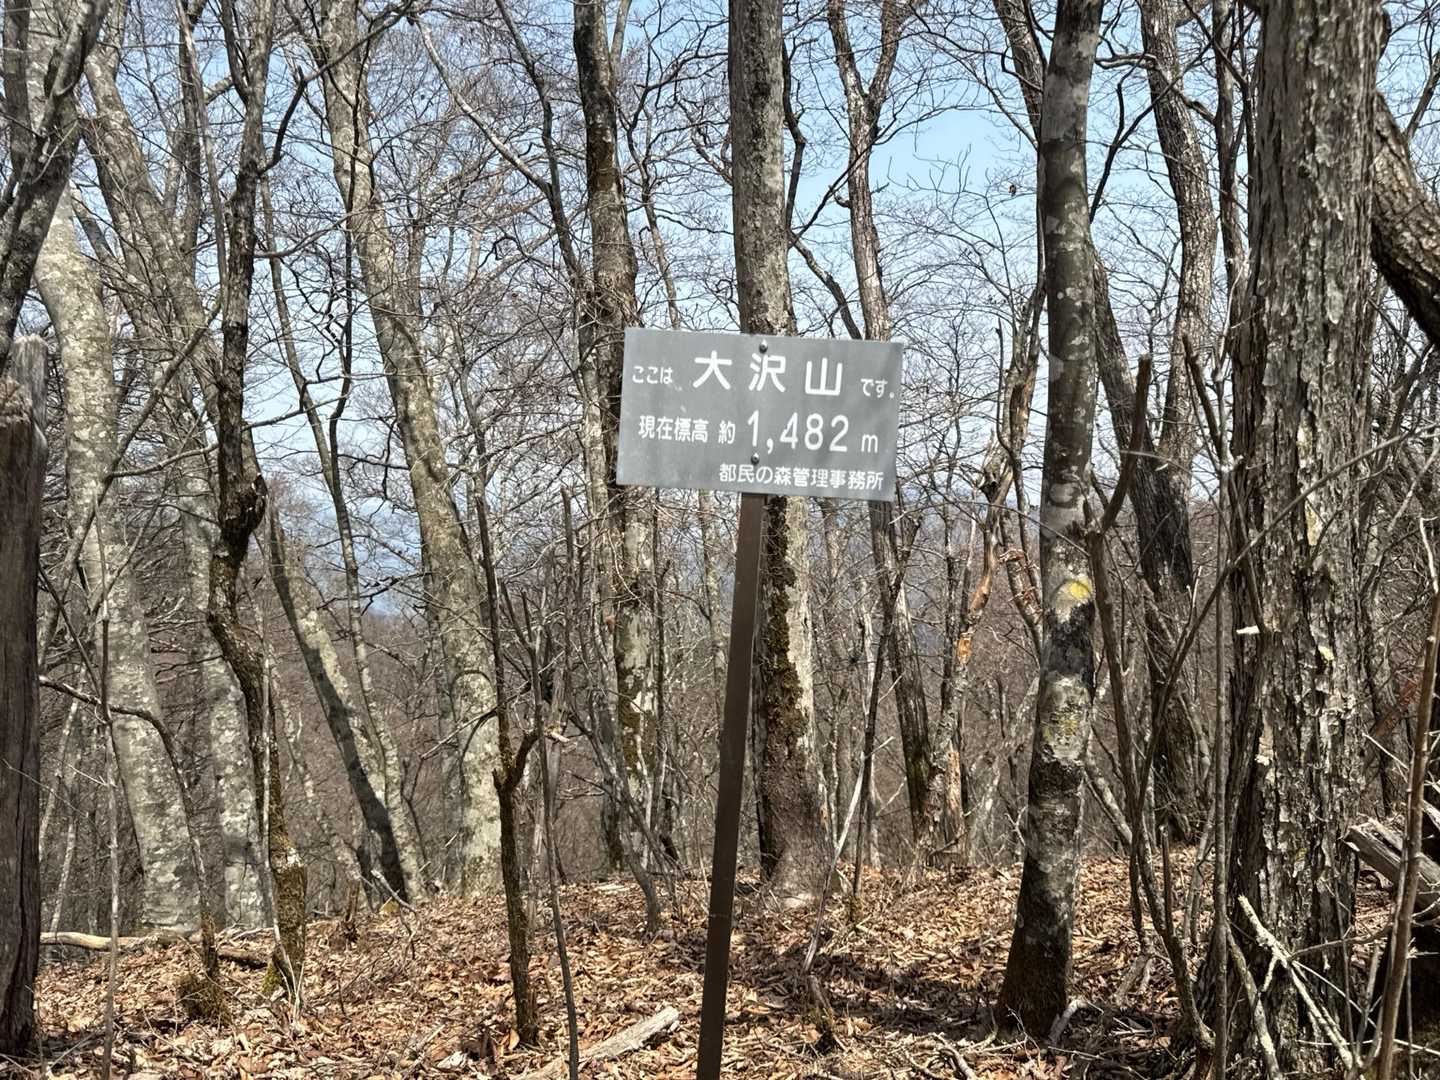 ここは 大沢山 です。
現在標高 約 1,482 m
都民の森管理事務所